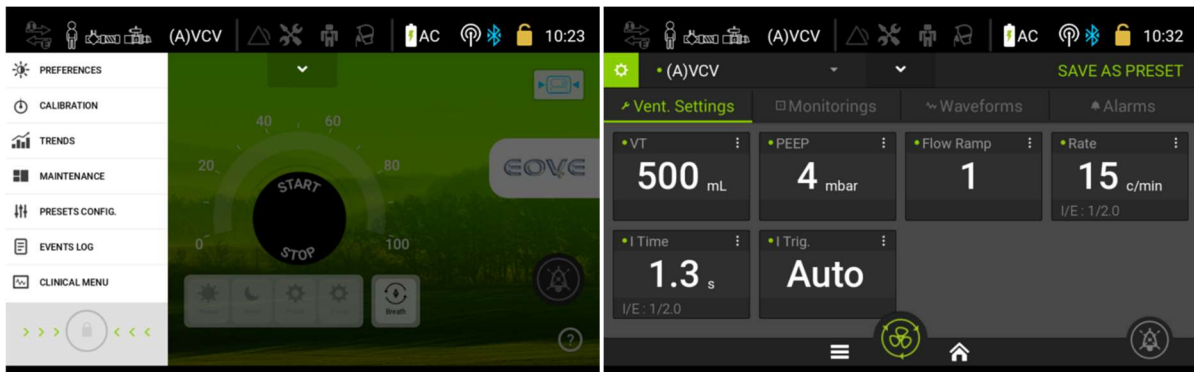 (A)VCV AC 10:23
PREFERENCES
CALIBRATION
TRENDS
MAINTENANCE
PRESETS CONFIG.
EVENTS LOG
CLINICAL MENU
> > > < < <
0 20 40 60 80 100
START
STOP
EOVE
Breath
?
(A)VCV AC 10:32
(A)VCV SAVE AS PRESET
Vent. Settings Monitorings Waveforms Alarms
VT PEEP Flow Ramp Rate
500 mL 4 mbar 1 15 c/min
I/E : 1/2.0
I Time I Trig.
1.3 s Auto
I/E : 1/2.0